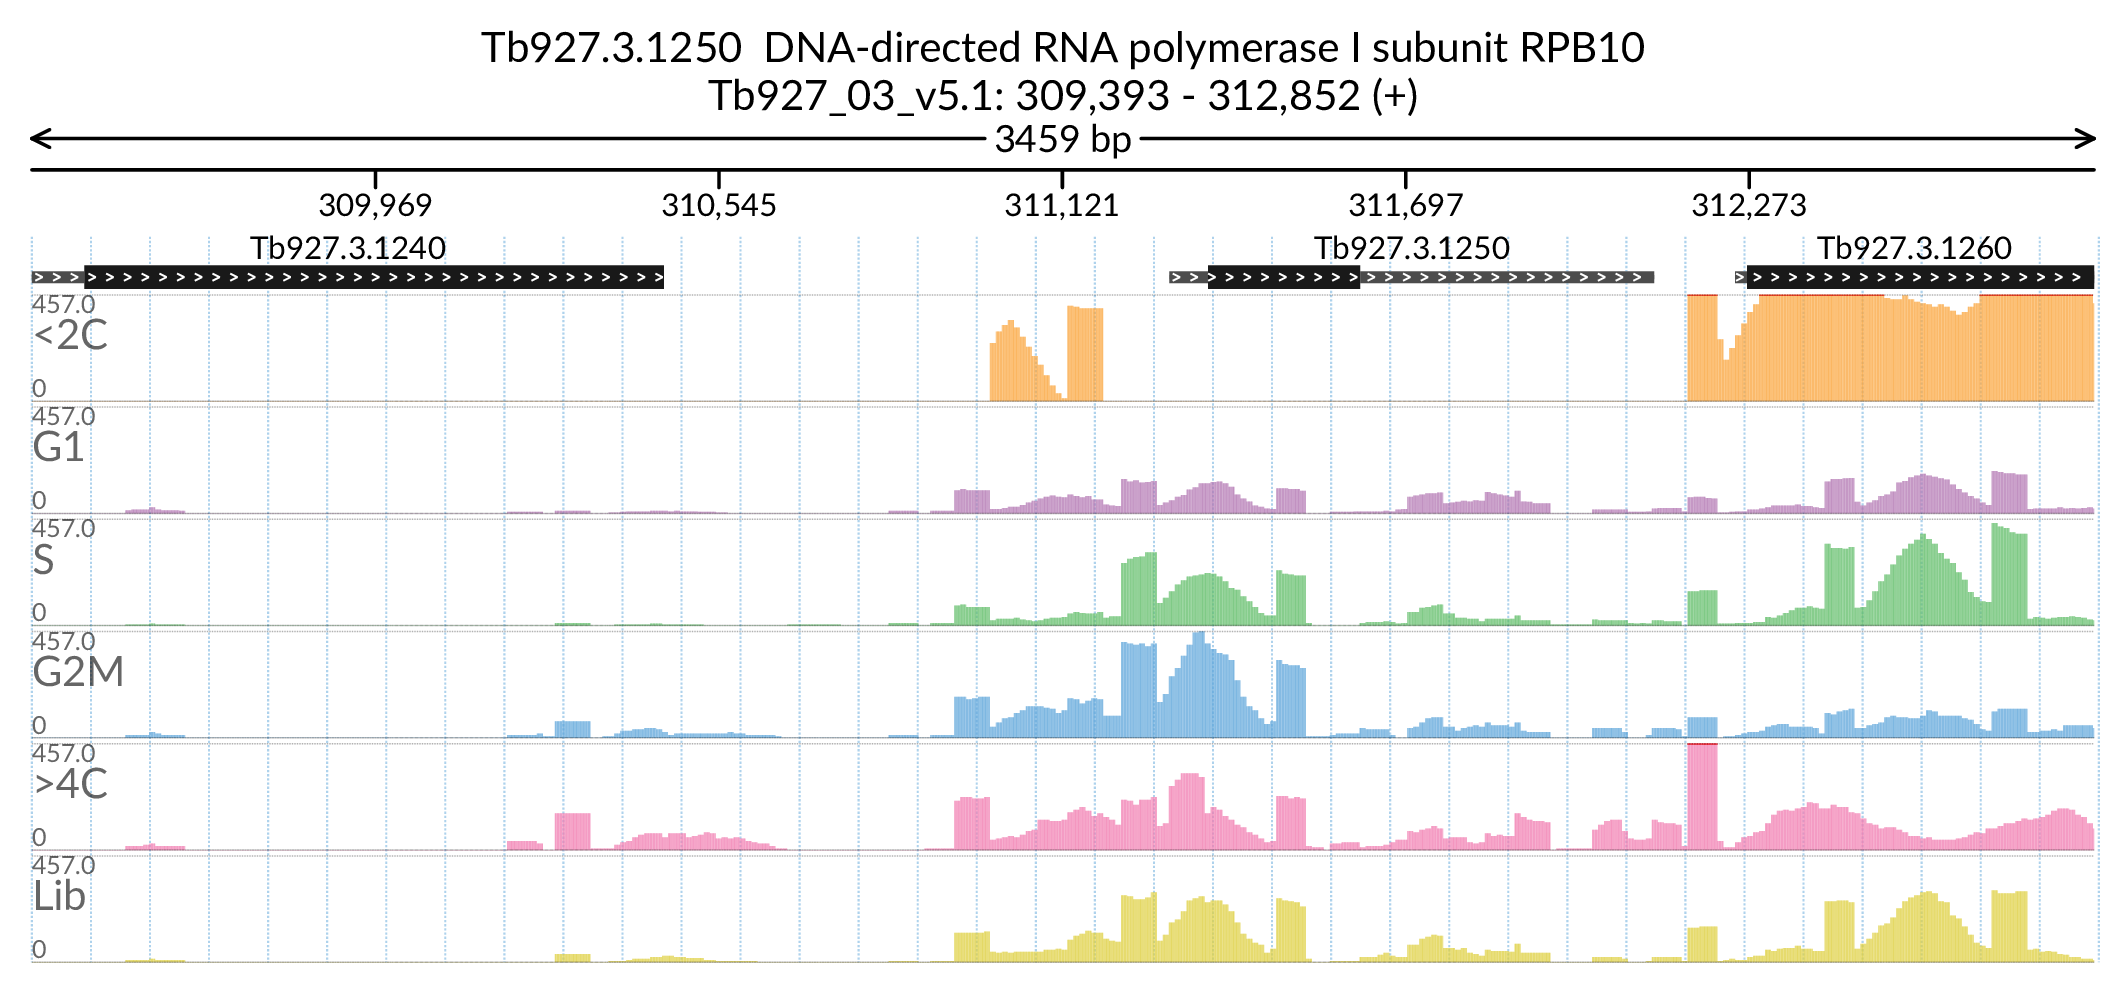 Tb927.3.1250  DNA-directed RNA polymerase I subunit RPB10
Tb927_03_v5.1: 309,393 - 312,852 (+)
3459 bp
309,969 310,545 311,121 311,697 312,273
Tb927.3.1240 Tb927.3.1250 Tb927.3.1260
457.0
<2C
0
457.0
G1
0
457.0
S
0
457.0
G2M
0
457.0
>4C
0
457.0
Lib
0